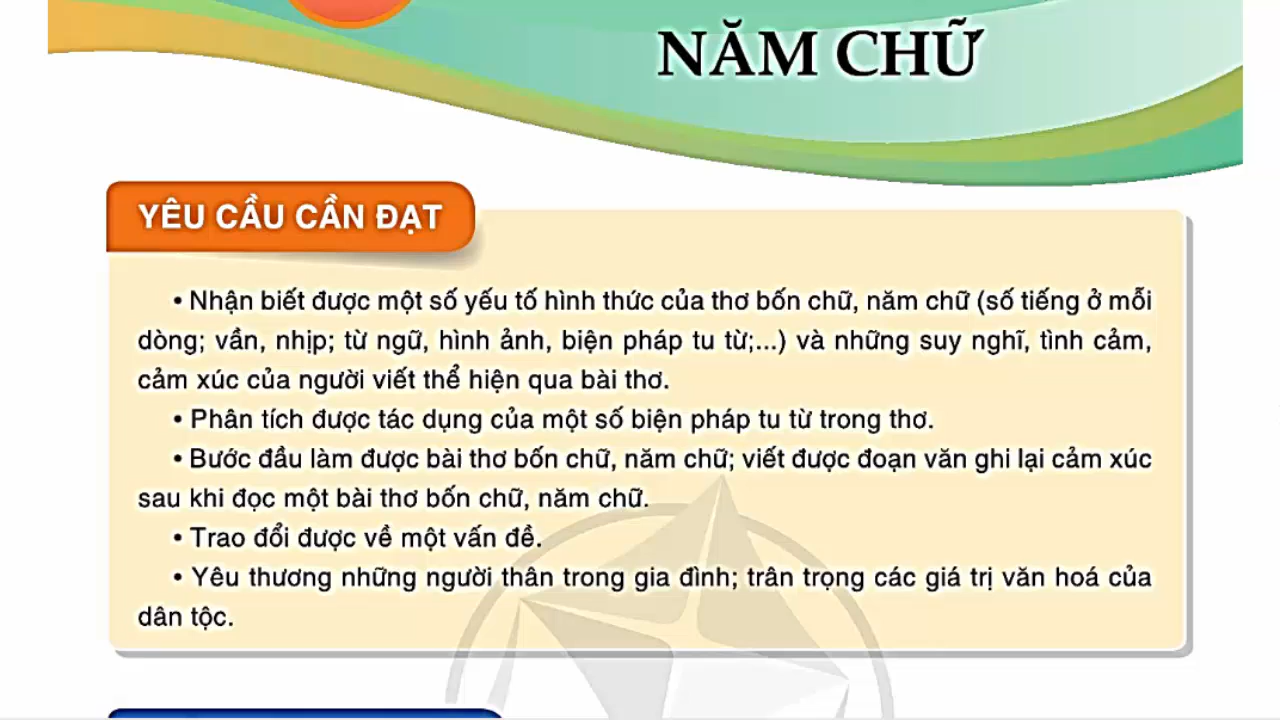 NĂM CHỮ
YÊU CẦU CẦN ĐẠT
• Nhận biết được một số yếu tố hình thức của thơ bốn chữ, năm chữ (số tiếng ở mỗi
dòng; vần, nhịp; từ ngữ, hình ảnh, biện pháp tu từ;...) và những suy nghĩ, tình cảm,
cảm xúc của người viết thể hiện qua bài thơ.
• Phân tích được tác dụng của một số biện pháp tu từ trong thơ.
• Bước đầu làm được bài thơ bốn chữ, năm chữ; viết được đoạn văn ghi lại cảm xúc
sau khi đọc một bài thơ bốn chữ, năm chữ.
• Trao đổi được về một vấn đề.
• Yêu thương những người thân trong gia đình; trân trọng các giá trị văn hoá của
dân tộc.